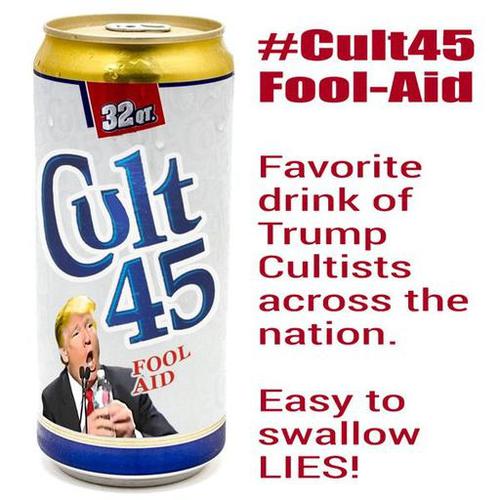 32 QT.
Cult
45
FOOL
AID
#Cult45
Fool-Aid
Favorite
drink of
Trump
Cultists
across the
nation.
Easy to
swallow
LIES!